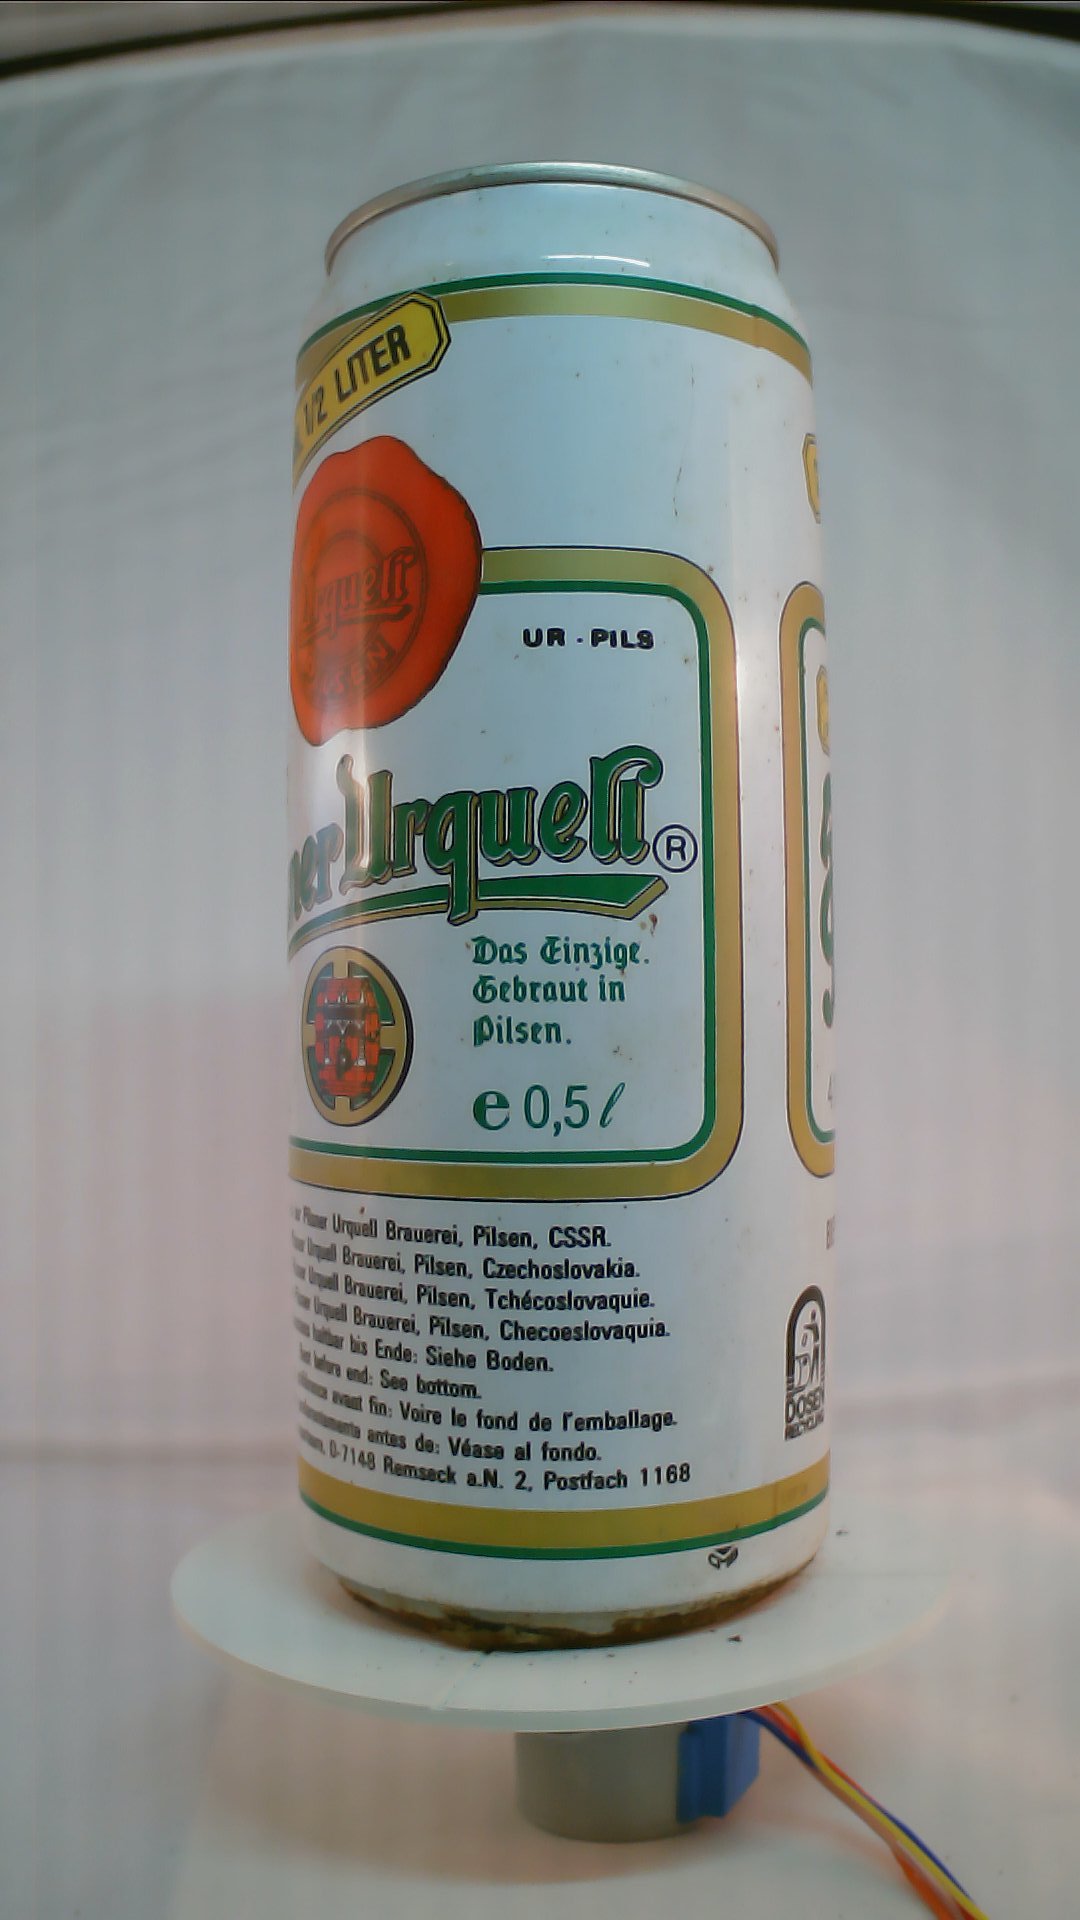 1/2 LITER
Urquell
UR - PILS
Urquell ®
Das Einzige.
Gebraut in
Pilsen.
e 0,5 l
Pilsner Urquell Brauerei, Pilsen, CSSR.
Urquell Brauerei, Pilsen, Czechoslovakia.
Urquell Brauerei, Pilsen, Tchécoslovaquie.
Urquell Brauerei, Pilsen, Checoeslovaquia.
haltbar bis Ende: Siehe Boden.
before end: See bottom.
avant fin: Voire le fond de l'emballage.
antes de: Véase al fondo.
D-7148 Remseck a.N. 2, Postfach 1168
DOSEN
RECYCLING